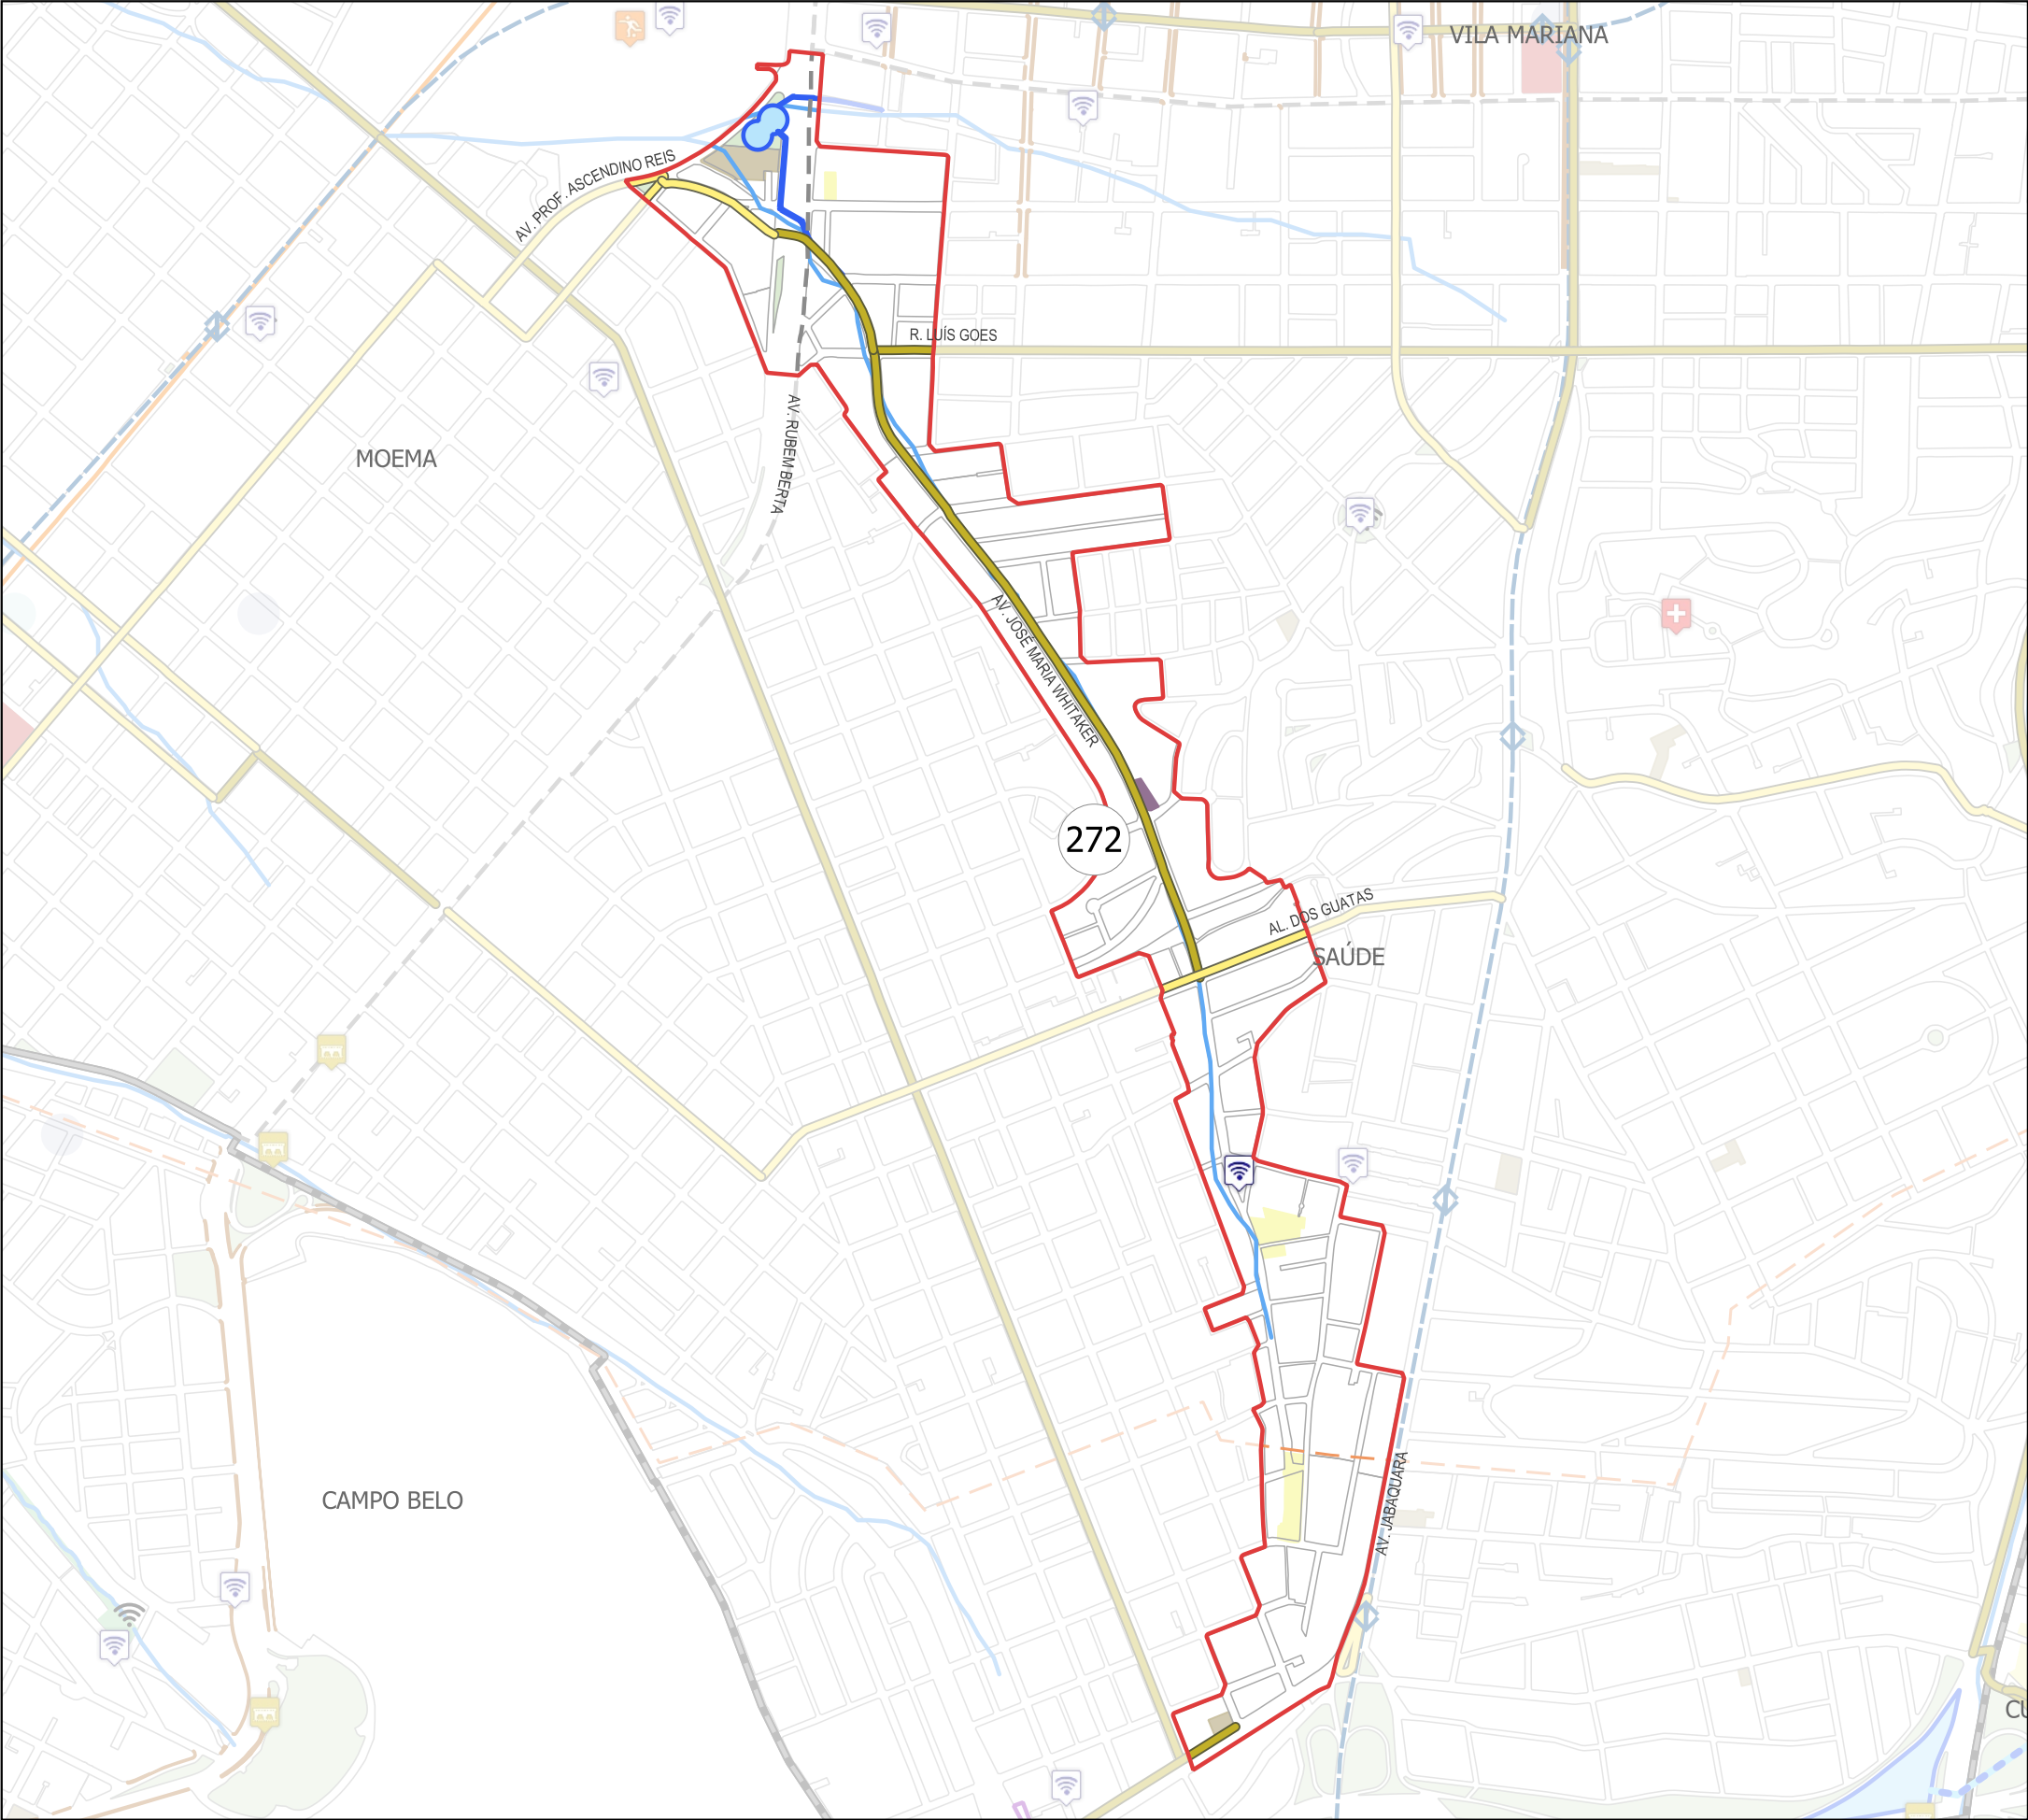 VILA MARIANA
AV. PROF. ASCENDINO REIS
R. LUÍS GOES
AV. RUBEM BERTA
MOEMA
AV. JOSÉ MARIA WHITAKER
272
AL. DOS GUATAS
SAÚDE
AV. JABAQUARA
CAMPO BELO
CU